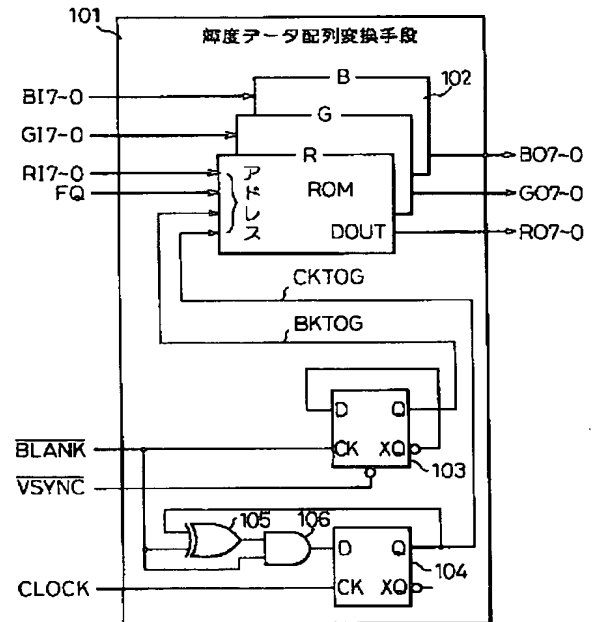 101
輝度データ配列変換手段
B
102
BI7~0
G
GI7~0
R
BO7~0
RI7~0
FQ
アドレス
ROM
GO7~0
DOUT
RO7~0
CKTOG
BKTOG
D
Q
BLANK
CK
XQ
103
VSYNC
105
106
D
Q
104
CLOCK
CK
XQ